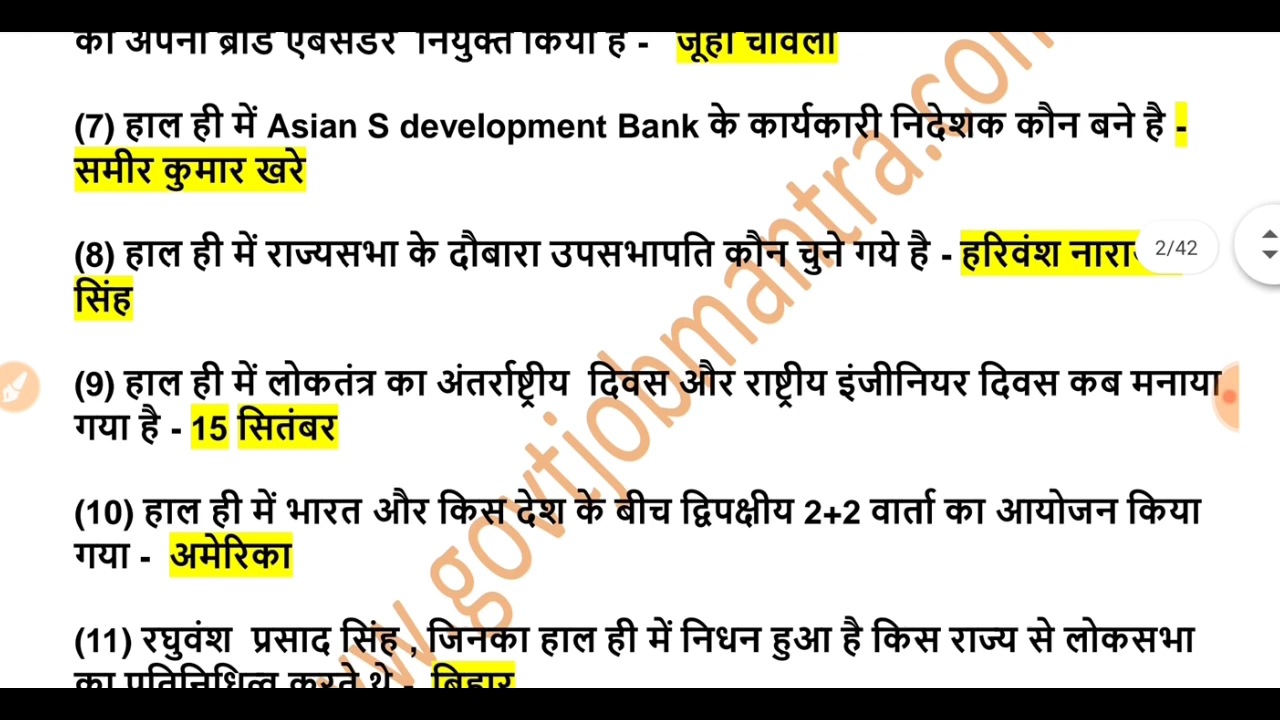 को अपना ब्रांड एंबेसडर नियुक्त किया है - जूही चावला
(7) हाल ही में Asian S development Bank के कार्यकारी निदेशक कौन बने है -
समीर कुमार खरे
(8) हाल ही में राज्यसभा के दौबारा उपसभापति कौन चुने गये है - हरिवंश
2/42
सिंह
(9) हाल ही में लोकतंत्र का अंतर्राष्ट्रीय दिवस और राष्ट्रीय इंजीनियर दिवस कब मनाया
गया है - 15 सितंबर
(10) हाल ही में भारत और किस देश के बीच द्विपक्षीय 2+2 वार्ता का आयोजन किया
गया - अमेरिका
(11) रघुवंश प्रसाद सिंह , जिनका हाल ही में निधन हुआ है किस राज्य से लोकसभा
का प्रतिनिधित्व करते थे - बिहार
www.govtjobmantra.com